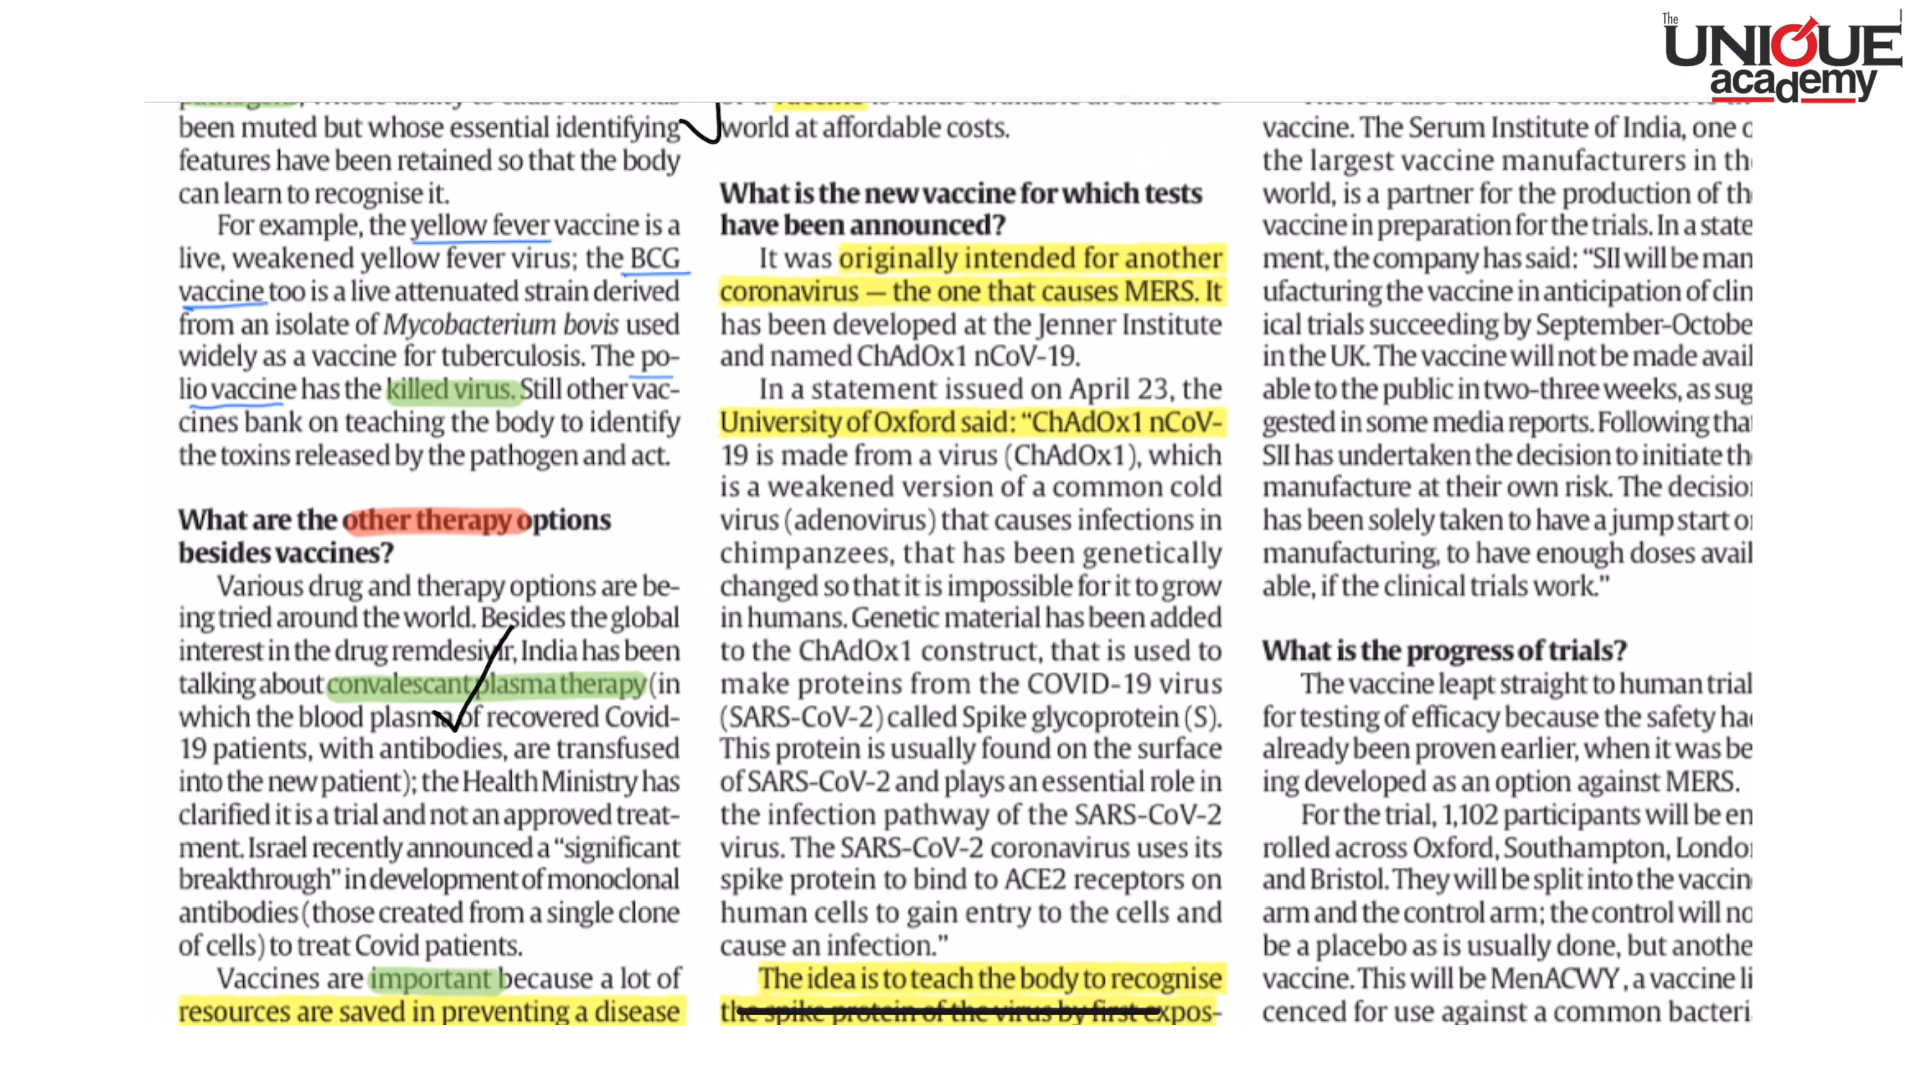 The
UNIQUE
academy
been muted but whose essential identifying
features have been retained so that the body
can learn to recognise it.
For example, the yellow fever vaccine is a
live, weakened yellow fever virus; the BCG
vaccine too is a live attenuated strain derived
from an isolate of Mycobacterium bovis used
widely as a vaccine for tuberculosis. The po-
lio vaccine has the killed virus. Still other vac-
cines bank on teaching the body to identify
the toxins released by the pathogen and act.
What are the other therapy options
besides vaccines?
Various drug and therapy options are be-
ing tried around the world. Besides the global
interest in the drug remdesivir, India has been
talking about convalescant plasma therapy (in
which the blood plasma of recovered Covid-
19 patients, with antibodies, are transfused
into the new patient); the Health Ministry has
clarified it is a trial and not an approved treat-
ment. Israel recently announced a “significant
breakthrough” in development of monoclonal
antibodies (those created from a single clone
of cells) to treat Covid patients.
Vaccines are important because a lot of
resources are saved in preventing a disease
world at affordable costs.
What is the new vaccine for which tests
have been announced?
It was originally intended for another
coronavirus — the one that causes MERS. It
has been developed at the Jenner Institute
and named ChAdOx1 nCoV-19.
In a statement issued on April 23, the
University of Oxford said: “ChAdOx1 nCoV-
19 is made from a virus (ChAdOx1), which
is a weakened version of a common cold
virus (adenovirus) that causes infections in
chimpanzees, that has been genetically
changed so that it is impossible for it to grow
in humans. Genetic material has been added
to the ChAdOx1 construct, that is used to
make proteins from the COVID-19 virus
(SARS-CoV-2) called Spike glycoprotein (S).
This protein is usually found on the surface
of SARS-CoV-2 and plays an essential role in
the infection pathway of the SARS-CoV-2
virus. The SARS-CoV-2 coronavirus uses its
spike protein to bind to ACE2 receptors on
human cells to gain entry to the cells and
cause an infection.”
The idea is to teach the body to recognise
the spike protein of the virus by first expos-
vaccine. The Serum Institute of India, one o
the largest vaccine manufacturers in th
world, is a partner for the production of th
vaccine in preparation for the trials. In a state
ment, the company has said: “SII will be man
ufacturing the vaccine in anticipation of clin
ical trials succeeding by September-Octobe
in the UK. The vaccine will not be made avail
able to the public in two-three weeks, as sug
gested in some media reports. Following tha
SII has undertaken the decision to initiate th
manufacture at their own risk. The decisio
has been solely taken to have a jump start o
manufacturing, to have enough doses avail
able, if the clinical trials work.”
What is the progress of trials?
The vaccine leapt straight to human trial
for testing of efficacy because the safety ha
already been proven earlier, when it was be
ing developed as an option against MERS.
For the trial, 1,102 participants will be en
rolled across Oxford, Southampton, Londo
and Bristol. They will be split into the vaccin
arm and the control arm; the control will no
be a placebo as is usually done, but anothe
vaccine. This will be MenACWY, a vaccine li
cenced for use against a common bacteri